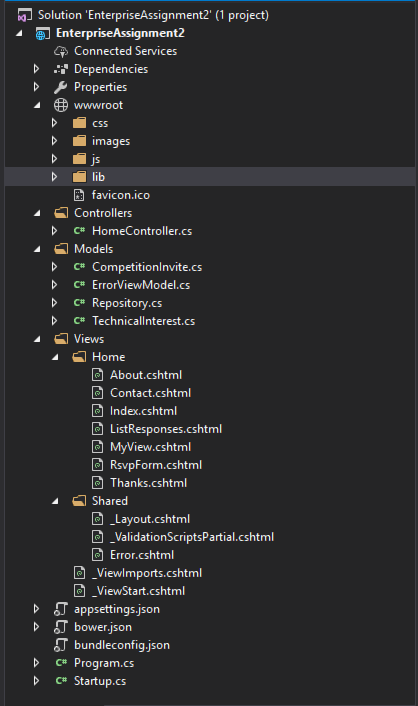 Solution 'EnterpriseAssignment2' (1 project)
EnterpriseAssignment2
Connected Services
Dependencies
Properties
wwwroot
css
images
js
lib
favicon.ico
Controllers
C# HomeController.cs
Models
C# CompetitionInvite.cs
C# ErrorViewModel.cs
C# Repository.cs
C# TechnicalInterest.cs
Views
Home
About.cshtml
Contact.cshtml
Index.cshtml
ListResponses.cshtml
MyView.cshtml
RsvpForm.cshtml
Thanks.cshtml
Shared
_Layout.cshtml
_ValidationScriptsPartial.cshtml
Error.cshtml
_ViewImports.cshtml
_ViewStart.cshtml
appsettings.json
bower.json
bundleconfig.json
C# Program.cs
C# Startup.cs